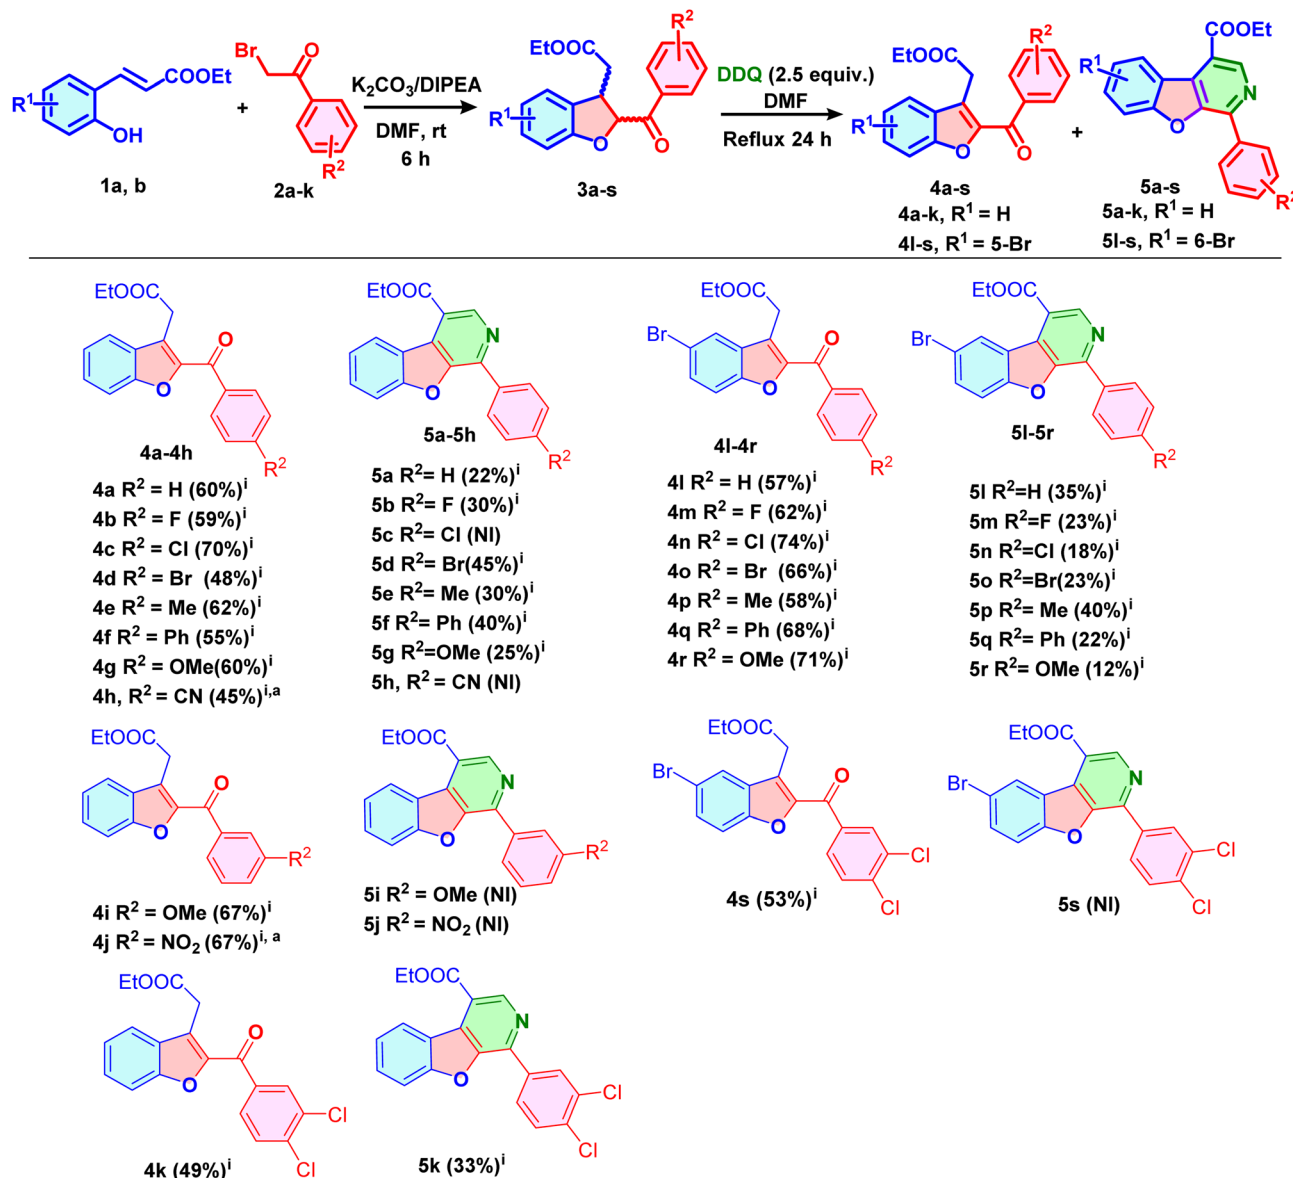 EtOOC
R²
Br
O
COOEt
R¹
OH
+
R²
K₂CO₃/DIPEA
DMF, rt
6 h
EtOOC
R²
R¹
O
O
DDQ (2.5 equiv.)
DMF
Reflux 24 h
EtOOC
R²
R¹
O
O
+
COOEt
R¹
N
O
R²
1a, b
2a-k
3a-s
4a-s
4a-k, R¹ = H
4l-s, R¹ = 5-Br
5a-s
5a-k, R¹ = H
5l-s, R¹ = 6-Br
EtOOC
O
O
R²
4a-4h
4a R² = H (60%)ⁱ
4b R² = F (59%)ⁱ
4c R² = Cl (70%)ⁱ
4d R² = Br (48%)ⁱ
4e R² = Me (62%)ⁱ
4f R² = Ph (55%)ⁱ
4g R² = OMe(60%)ⁱ
4h, R² = CN (45%)ⁱ,ᵃ
EtOOC
N
O
R²
5a-5h
5a R²= H (22%)ⁱ
5b R²= F (30%)ⁱ
5c R²= Cl (NI)
5d R²= Br(45%)ⁱ
5e R²= Me (30%)ⁱ
5f R²= Ph (40%)ⁱ
5g R²=OMe (25%)ⁱ
5h, R²= CN (NI)
EtOOC
Br
O
O
R²
4l-4r
4l R² = H (57%)ⁱ
4m R² = F (62%)ⁱ
4n R² = Cl (74%)ⁱ
4o R² = Br (66%)ⁱ
4p R² = Me (58%)ⁱ
4q R² = Ph (68%)ⁱ
4r R² = OMe (71%)ⁱ
EtOOC
Br
N
O
R²
5l-5r
5l R²=H (35%)ⁱ
5m R²=F (23%)ⁱ
5n R²=Cl (18%)ⁱ
5o R²=Br(23%)ⁱ
5p R²= Me (40%)ⁱ
5q R²= Ph (22%)ⁱ
5r R²= OMe (12%)ⁱ
EtOOC
O
O
R²
4i R² = OMe (67%)ⁱ
4j R² = NO₂ (67%)ⁱ, ᵃ
EtOOC
N
O
R²
5i R² = OMe (NI)
5j R² = NO₂ (NI)
EtOOC
Br
O
O
Cl
Cl
4s (53%)ⁱ
EtOOC
Br
N
O
Cl
Cl
5s (NI)
EtOOC
O
O
Cl
Cl
4k (49%)ⁱ
EtOOC
N
O
Cl
Cl
5k (33%)ⁱ